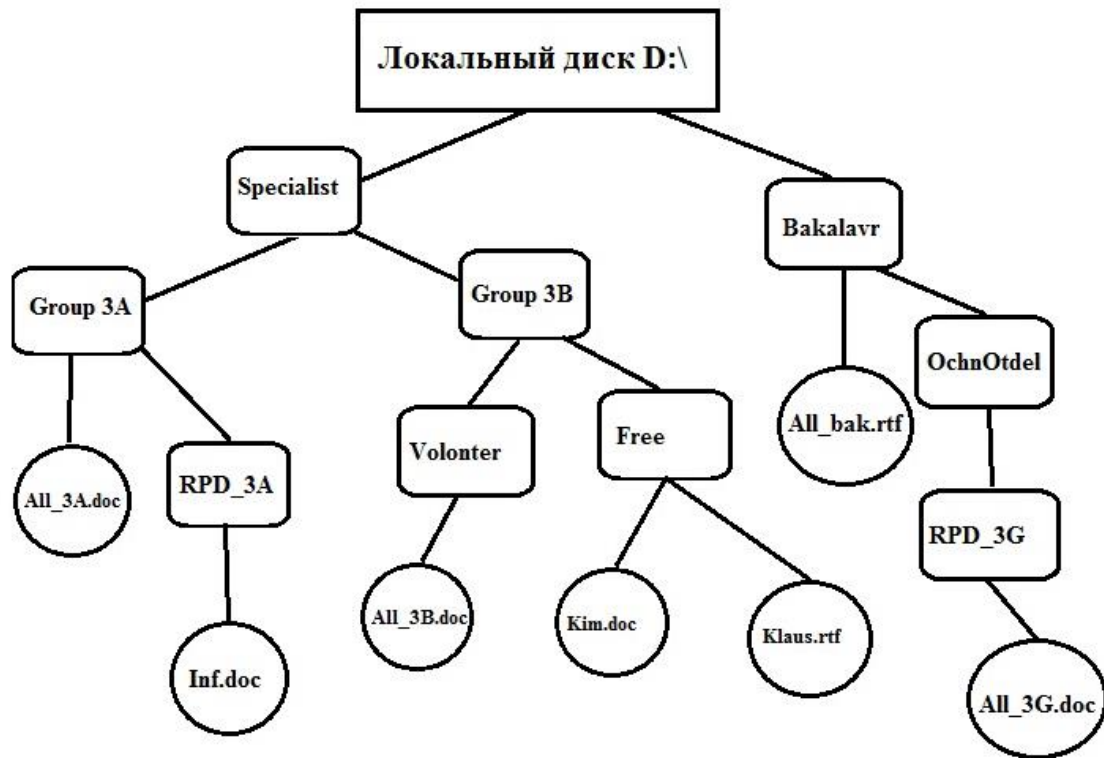 Локальный диск D:\
Specialist
Bakalavr
Group 3A
Group 3B
OchnOtdel
All_bak.rtf
Volonter
Free
All_3A.doc
RPD_3A
RPD_3G
All_3B.doc
Kim.doc
Klaus.rtf
Inf.doc
All_3G.doc